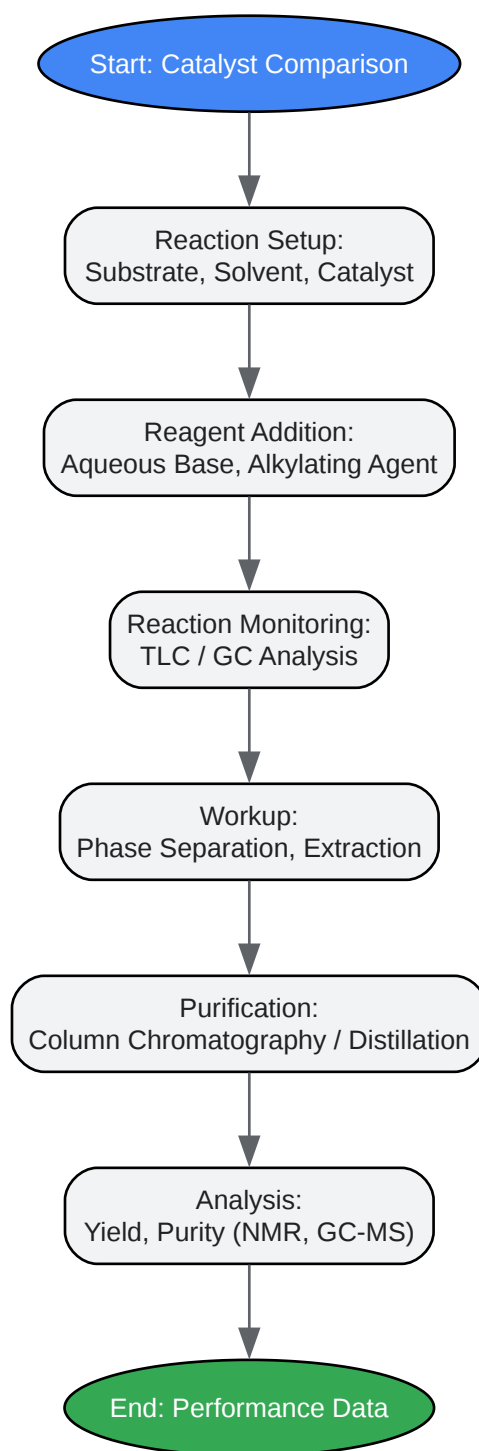 Start: Catalyst Comparison
Reaction Setup:
Substrate, Solvent, Catalyst
Reagent Addition:
Aqueous Base, Alkylating Agent
Reaction Monitoring:
TLC / GC Analysis
Workup:
Phase Separation, Extraction
Purification:
Column Chromatography / Distillation
Analysis:
Yield, Purity (NMR, GC-MS)
End: Performance Data